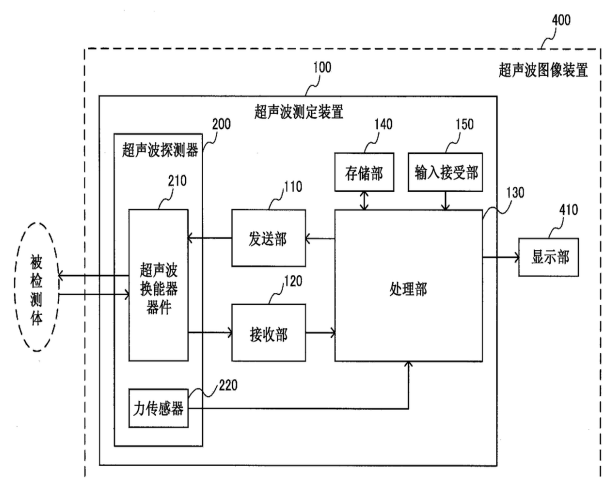 400
超声波图像装置
100
超声波测定装置
200
超声波探测器
140
存储部
150
输入接受部
210
超声波
换能器
器件
110
发送部
130
处理部
410
显示部
120
接收部
被
检
测
体
220
力传感器